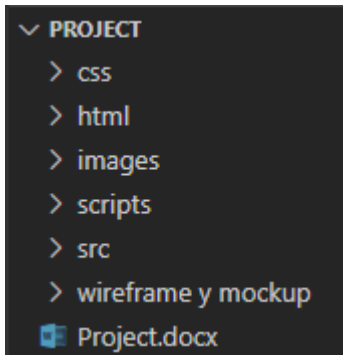 PROJECT
css
html
images
scripts
src
wireframe y mockup
Project.docx